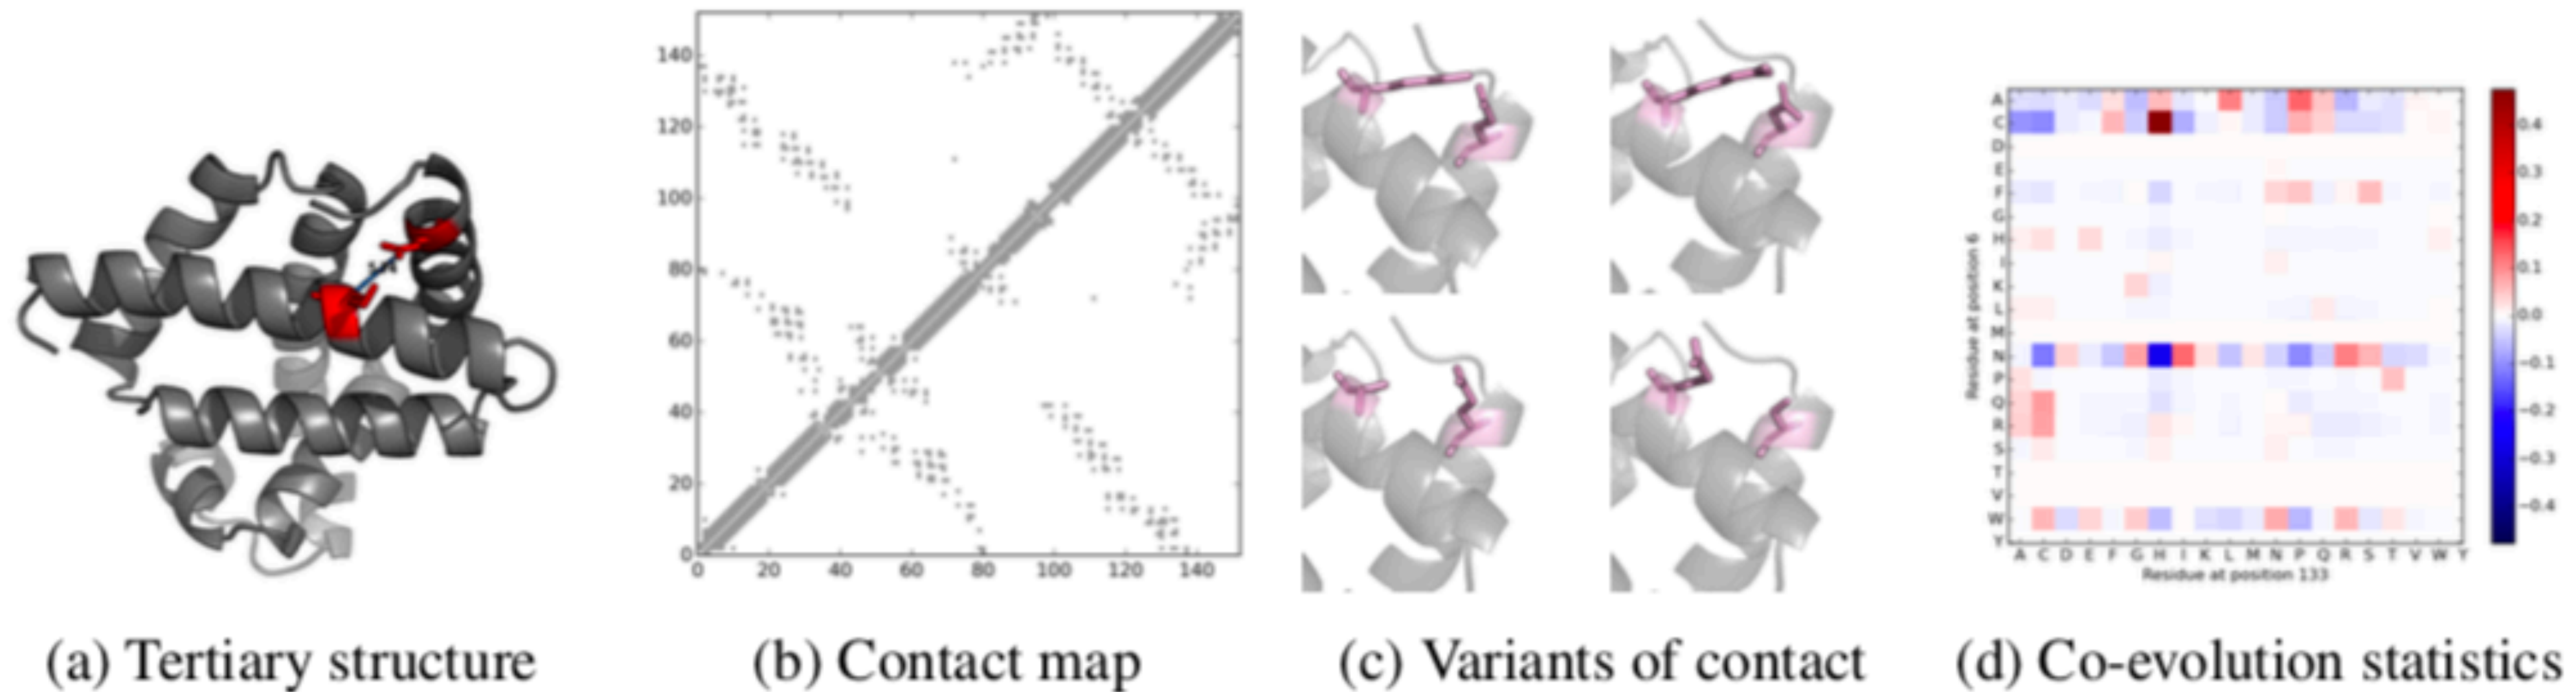 140
120
100
80
60
40
20
0
0 20 40 60 80 100 120 140
Residue at position 6
A
C
D
E
F
G
H
I
K
L
M
N
P
Q
R
S
T
V
W
Y
A C D E F G H I K L M N P Q R S T V W Y
Residue at position 133
0.4
0.3
0.2
0.1
0.0
−0.1
−0.2
−0.3
−0.4
(a) Tertiary structure (b) Contact map (c) Variants of contact (d) Co-evolution statistics